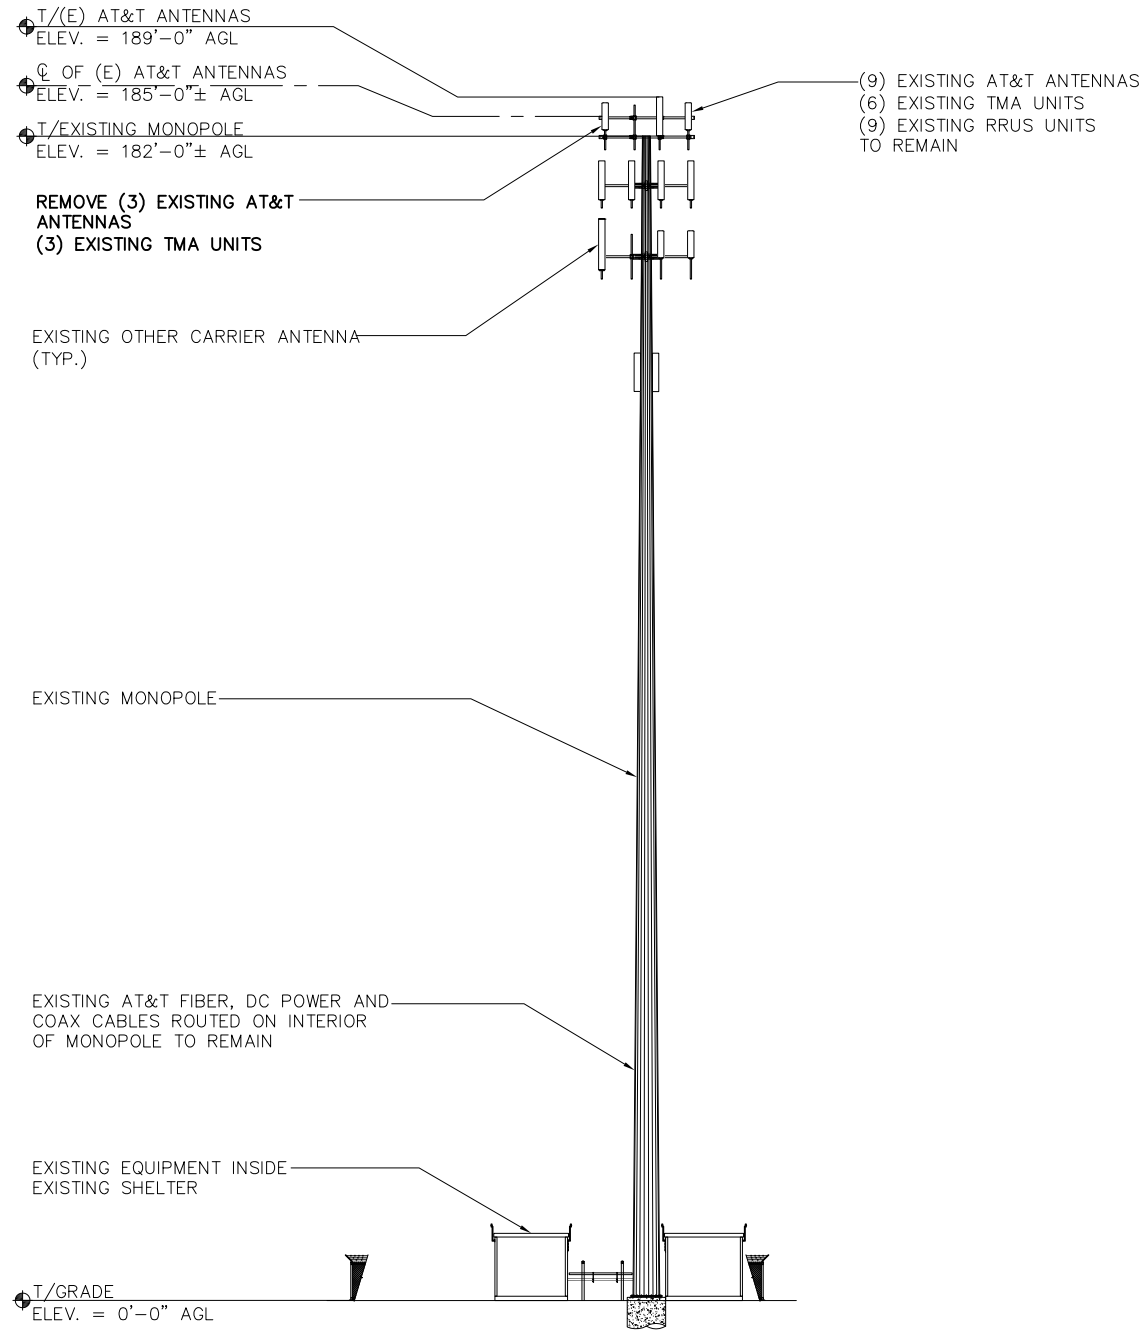 T/(E) AT&T ANTENNAS
ELEV. = 189'-0" AGL
℄ OF (E) AT&T ANTENNAS
ELEV. = 185'-0"± AGL
T/EXISTING MONOPOLE
ELEV. = 182'-0"± AGL
(9) EXISTING AT&T ANTENNAS
(6) EXISTING TMA UNITS
(9) EXISTING RRUS UNITS
TO REMAIN
REMOVE (3) EXISTING AT&T
ANTENNAS
(3) EXISTING TMA UNITS
EXISTING OTHER CARRIER ANTENNA
(TYP.)
EXISTING MONOPOLE
EXISTING AT&T FIBER, DC POWER AND
COAX CABLES ROUTED ON INTERIOR
OF MONOPOLE TO REMAIN
EXISTING EQUIPMENT INSIDE
EXISTING SHELTER
T/GRADE
ELEV. = 0'-0" AGL